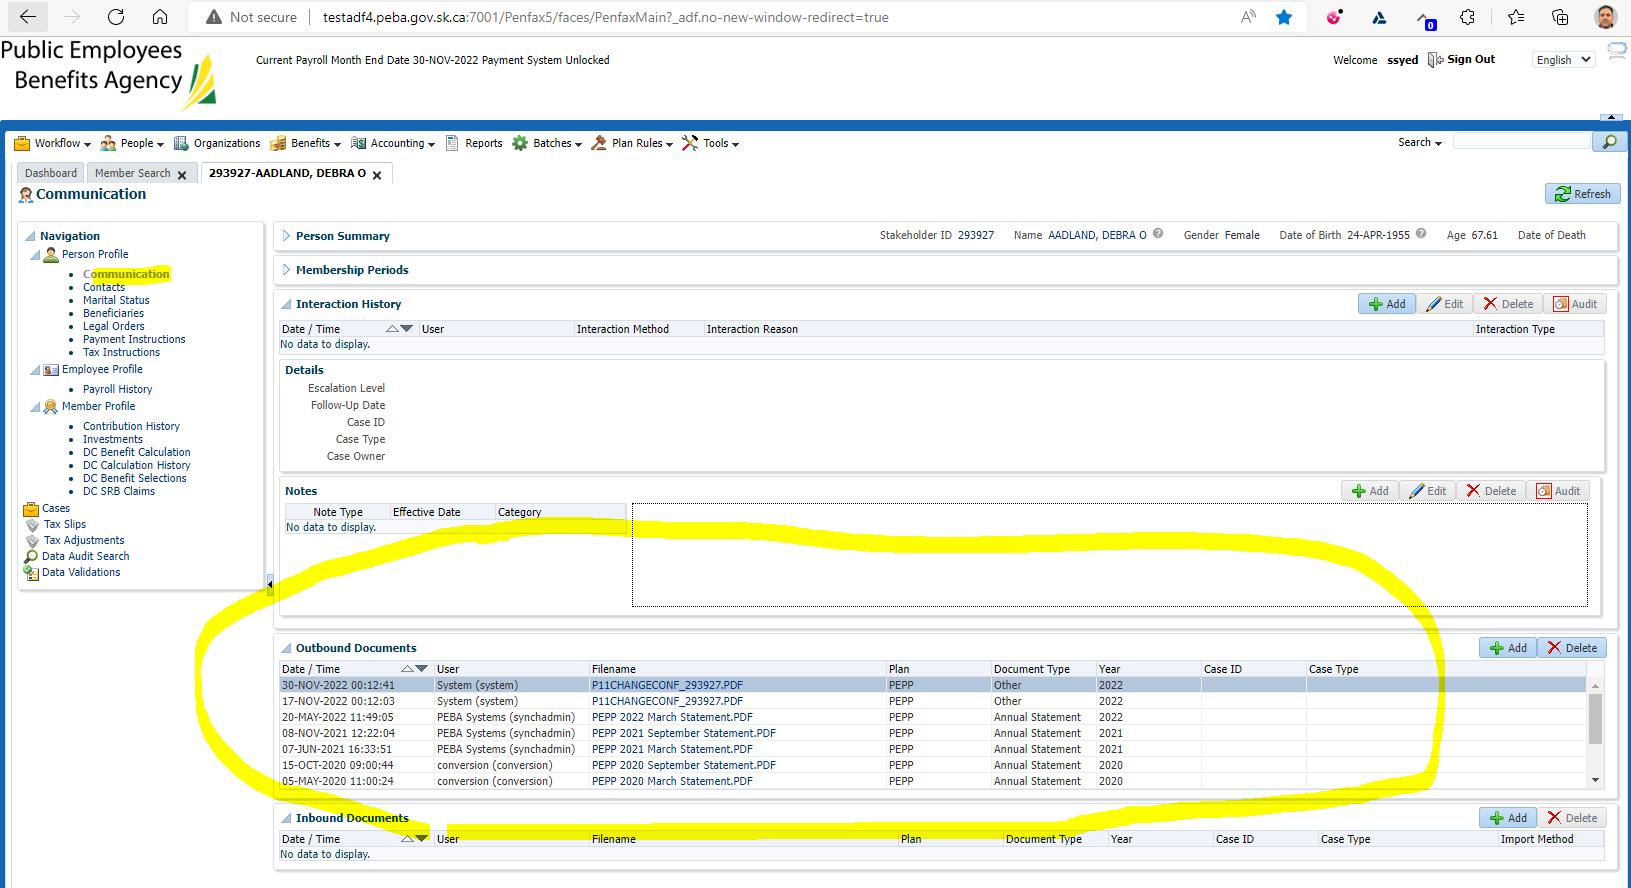 Not secure | testadf4.peba.gov.sk.ca:7001/Penfax5/faces/PenfaxMain?_adf.no-new-window-redirect=true
0
Public Employees
Benefits Agency
Current Payroll Month End Date 30-NOV-2022 Payment System Unlocked
Welcome ssyed Sign Out English
Workflow People Organizations Benefits Accounting Reports Batches Plan Rules Tools Search
Dashboard Member Search 293927-AADLAND, DEBRA O
Communication Refresh
Navigation
Person Profile
Communication
Contacts
Marital Status
Beneficiaries
Legal Orders
Payment Instructions
Tax Instructions
Employee Profile
Payroll History
Member Profile
Contribution History
Investments
DC Benefit Calculation
DC Calculation History
DC Benefit Selections
DC SRB Claims
Cases
Tax Slips
Tax Adjustments
Data Audit Search
Data Validations
Person Summary Stakeholder ID 293927 Name AADLAND, DEBRA O Gender Female Date of Birth 24-APR-1955 Age 67.61 Date of Death
Membership Periods
Interaction History Add Edit Delete Audit
Date / Time User Interaction Method Interaction Reason Interaction Type
No data to display.
Details
Escalation Level
Follow-Up Date
Case ID
Case Type
Case Owner
Notes Add Edit Delete Audit
Note Type Effective Date Category
No data to display.
Outbound Documents Add Delete
Date / Time User Filename Plan Document Type Year Case ID Case Type
30-NOV-2022 00:12:41 System (system) P11CHANGECONF_293927.PDF PEPP Other 2022
17-NOV-2022 00:12:03 System (system) P11CHANGECONF_293927.PDF PEPP Other 2022
20-MAY-2022 11:49:05 PEBA Systems (synchadmin) PEPP 2022 March Statement.PDF PEPP Annual Statement 2022
08-NOV-2021 12:22:04 PEBA Systems (synchadmin) PEPP 2021 September Statement.PDF PEPP Annual Statement 2021
07-JUN-2021 16:33:51 PEBA Systems (synchadmin) PEPP 2021 March Statement.PDF PEPP Annual Statement 2021
15-OCT-2020 09:00:44 conversion (conversion) PEPP 2020 September Statement.PDF PEPP Annual Statement 2020
05-MAY-2020 11:00:24 conversion (conversion) PEPP 2020 March Statement.PDF PEPP Annual Statement 2020
Inbound Documents Add Delete
Date / Time User Filename Plan Document Type Year Case ID Case Type Import Method
No data to display.